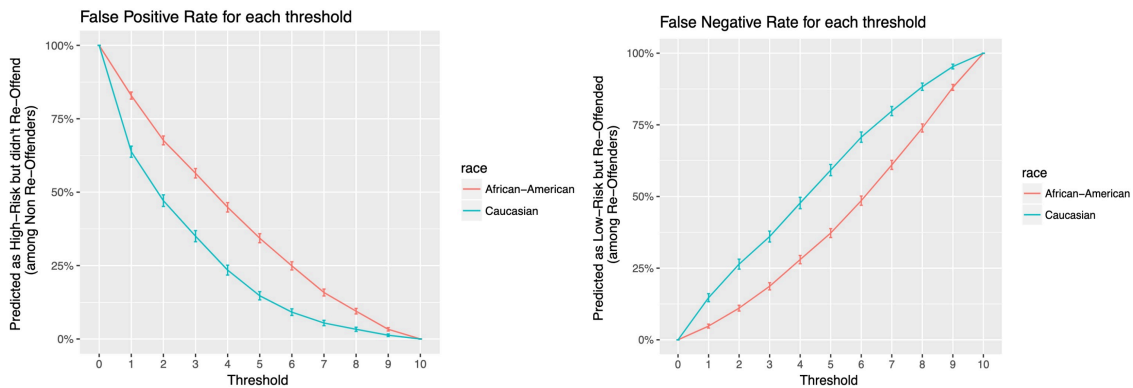 False Positive Rate for each threshold
Predicted as High−Risk but didn't Re−Offend
(among Non Re−Offenders)
100%
75%
50%
25%
0%
0 1 2 3 4 5 6 7 8 9 10
Threshold
race
African−American
Caucasian
False Negative Rate for each threshold
Predicted as Low−Risk but Re−Offended
(among Re−Offenders)
100%
75%
50%
25%
0%
0 1 2 3 4 5 6 7 8 9 10
Threshold
race
African−American
Caucasian